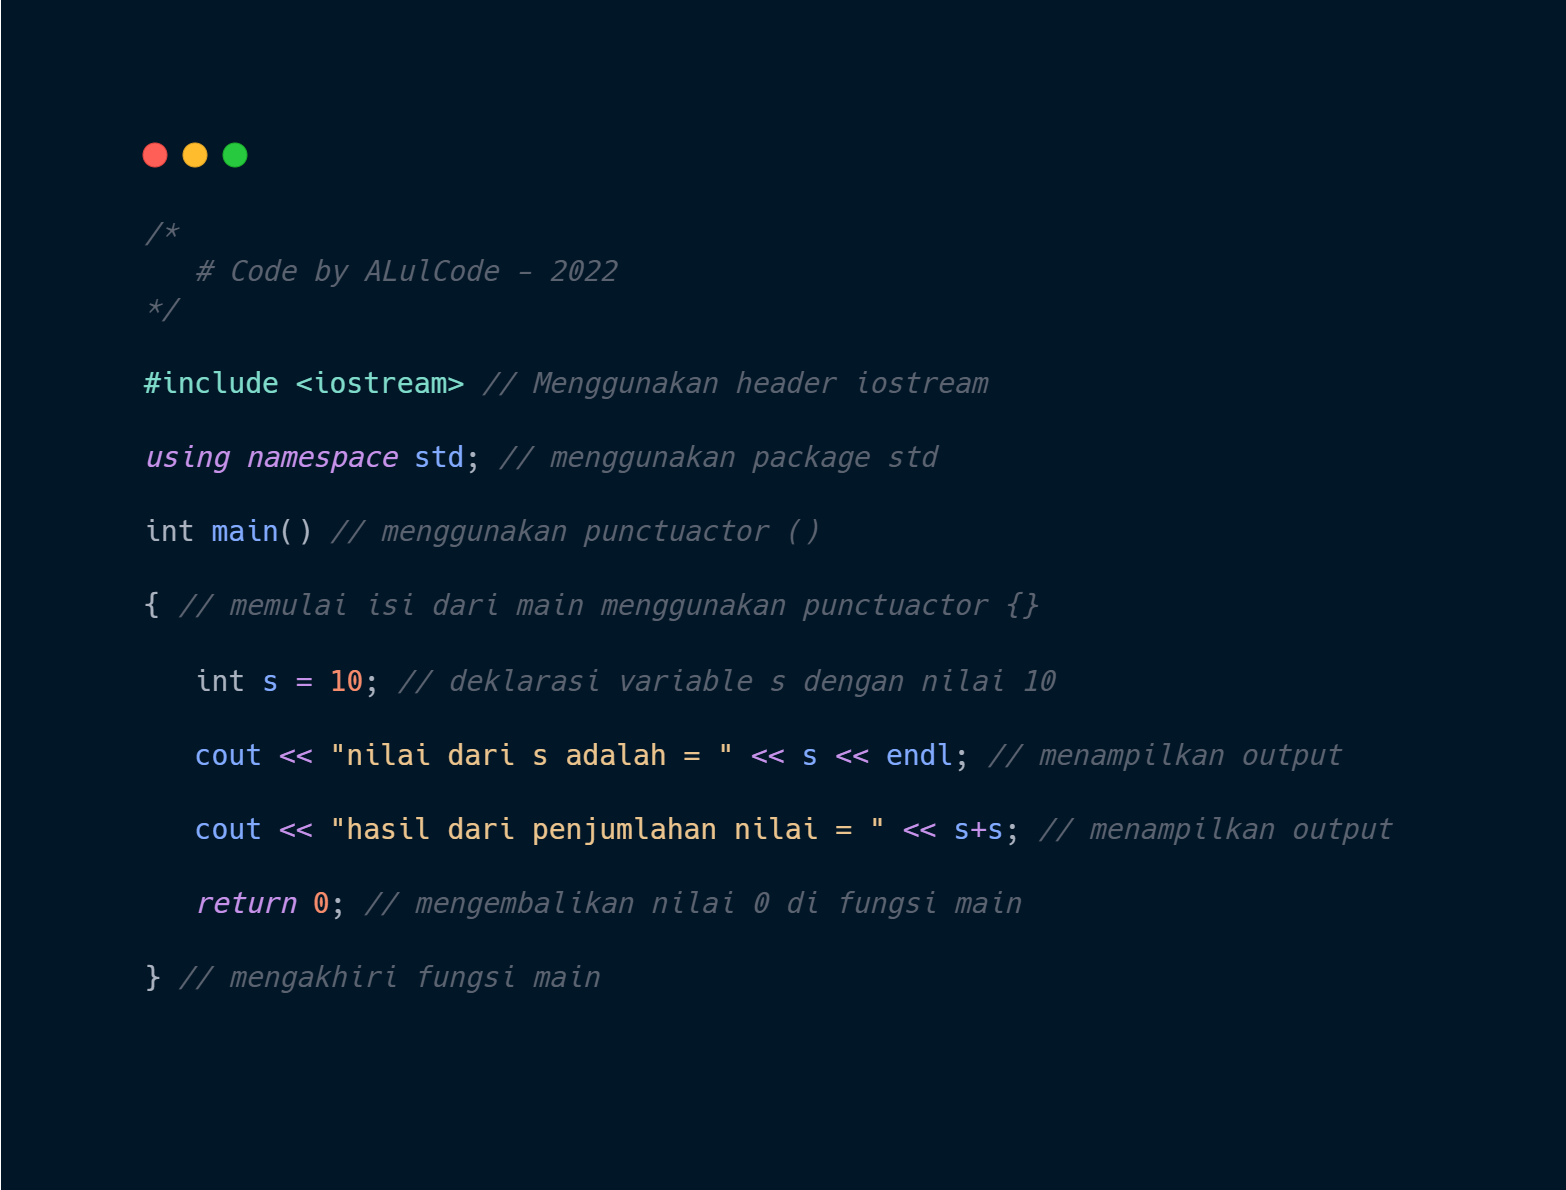 /*
   # Code by ALulCode - 2022
*/
#include <iostream> // Menggunakan header iostream
using namespace std; // menggunakan package std
int main() // menggunakan punctuactor ()
{ // memulai isi dari main menggunakan punctuactor {}
   int s = 10; // deklarasi variable s dengan nilai 10
   cout << "nilai dari s adalah = " << s << endl; // menampilkan output
   cout << "hasil dari penjumlahan nilai = " << s+s; // menampilkan output
   return 0; // mengembalikan nilai 0 di fungsi main
} // mengakhiri fungsi main